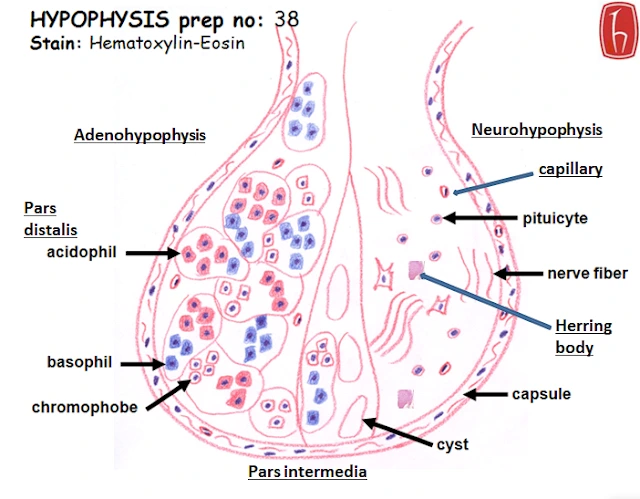 HYPOPHYSIS prep no: 38
Stain: Hematoxylin-Eosin
Adenohypophysis
Neurohypophysis
capillary
Pars
distalis
pituicyte
acidophil
nerve fiber
Herring
body
basophil
capsule
chromophobe
cyst
Pars intermedia